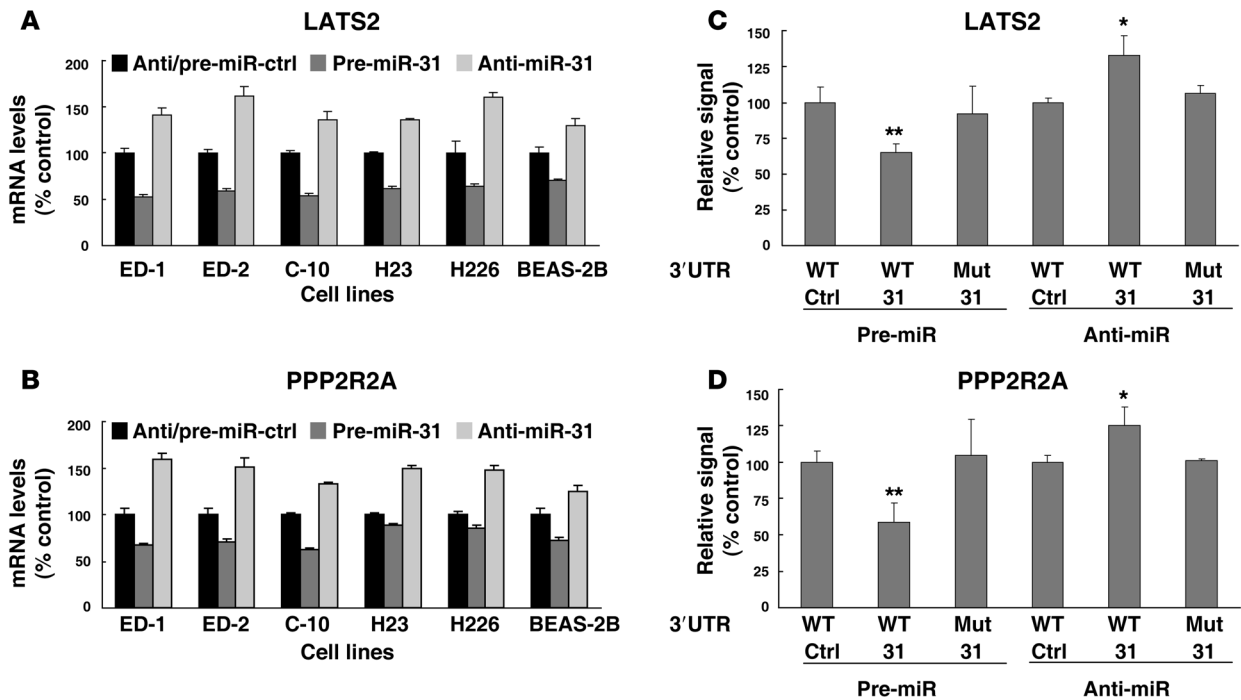 A
LATS2
Anti/pre-miR-ctrl Pre-miR-31 Anti-miR-31
mRNA levels
(% control)
200
150
100
50
0
ED-1 ED-2 C-10 H23 H226 BEAS-2B
Cell lines
C
LATS2
Relative signal
(% control)
150
125
100
75
50
25
0
**
*
3′UTR WT WT Mut WT WT Mut
Ctrl 31 31 Ctrl 31 31
Pre-miR Anti-miR
B
PPP2R2A
Anti/pre-miR-ctrl Pre-miR-31 Anti-miR-31
mRNA levels
(% control)
200
150
100
50
0
ED-1 ED-2 C-10 H23 H226 BEAS-2B
Cell lines
D
PPP2R2A
Relative signal
(% control)
150
125
100
75
50
25
0
**
*
3′UTR WT WT Mut WT WT Mut
Ctrl 31 31 Ctrl 31 31
Pre-miR Anti-miR